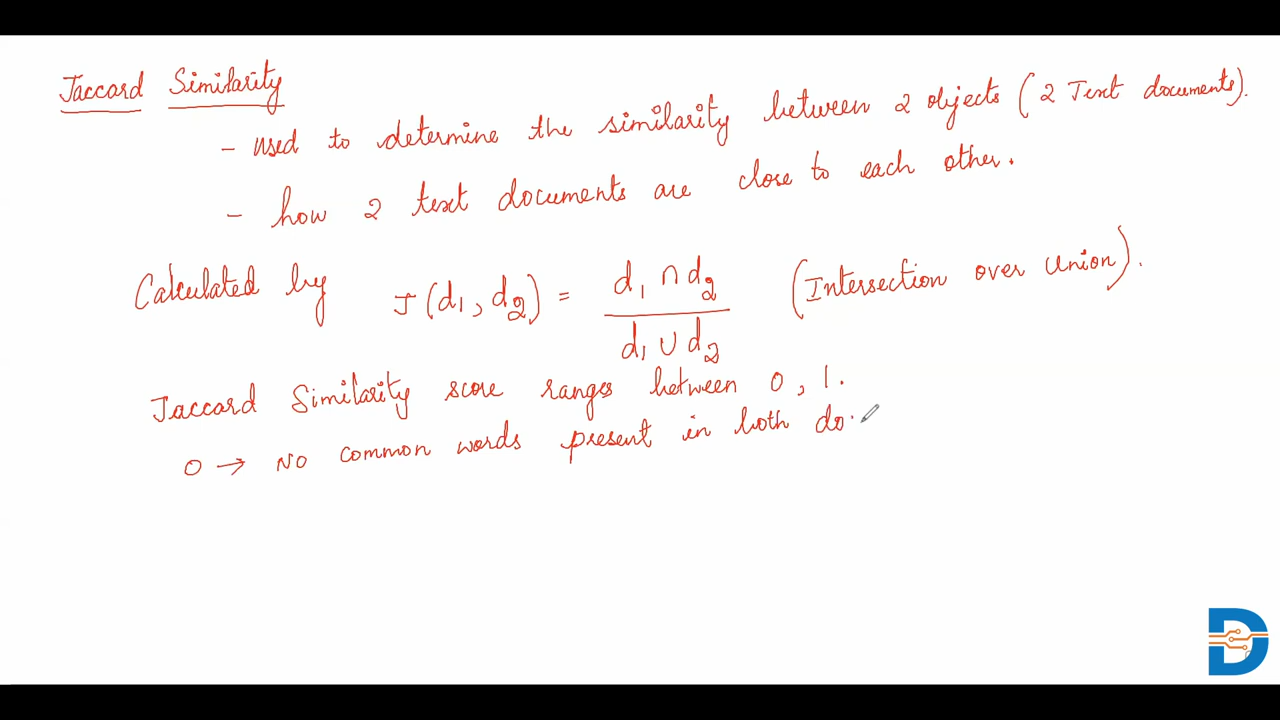 Jaccard Similarity
- used to determine the similarity between 2 objects (2 Text documents).
- how 2 text documents are close to each other.
Calculated by J(d1, d2) = d1 ∩ d2 / d1 ∪ d2 (Intersection over Union).
Jaccard Similarity score ranges between 0, 1.
0 → No common words present in both do